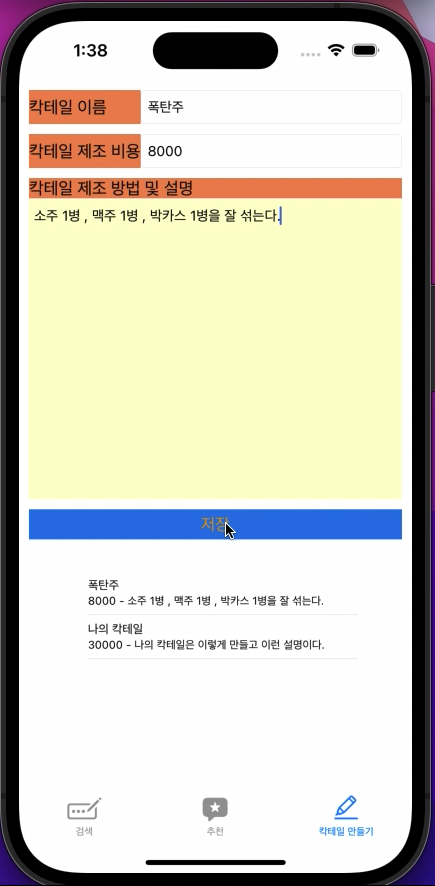 1:38
칵테일 이름
폭탄주
칵테일 제조 비용
8000
칵테일 제조 방법 및 설명
소주 1병 , 맥주 1병 , 박카스 1병을 잘 섞는다.
저장
폭탄주
8000 - 소주 1병 , 맥주 1병 , 박카스 1병을 잘 섞는다.
나의 칵테일
30000 - 나의 칵테일은 이렇게 만들고 이런 설명이다.
검색
추천
칵테일 만들기